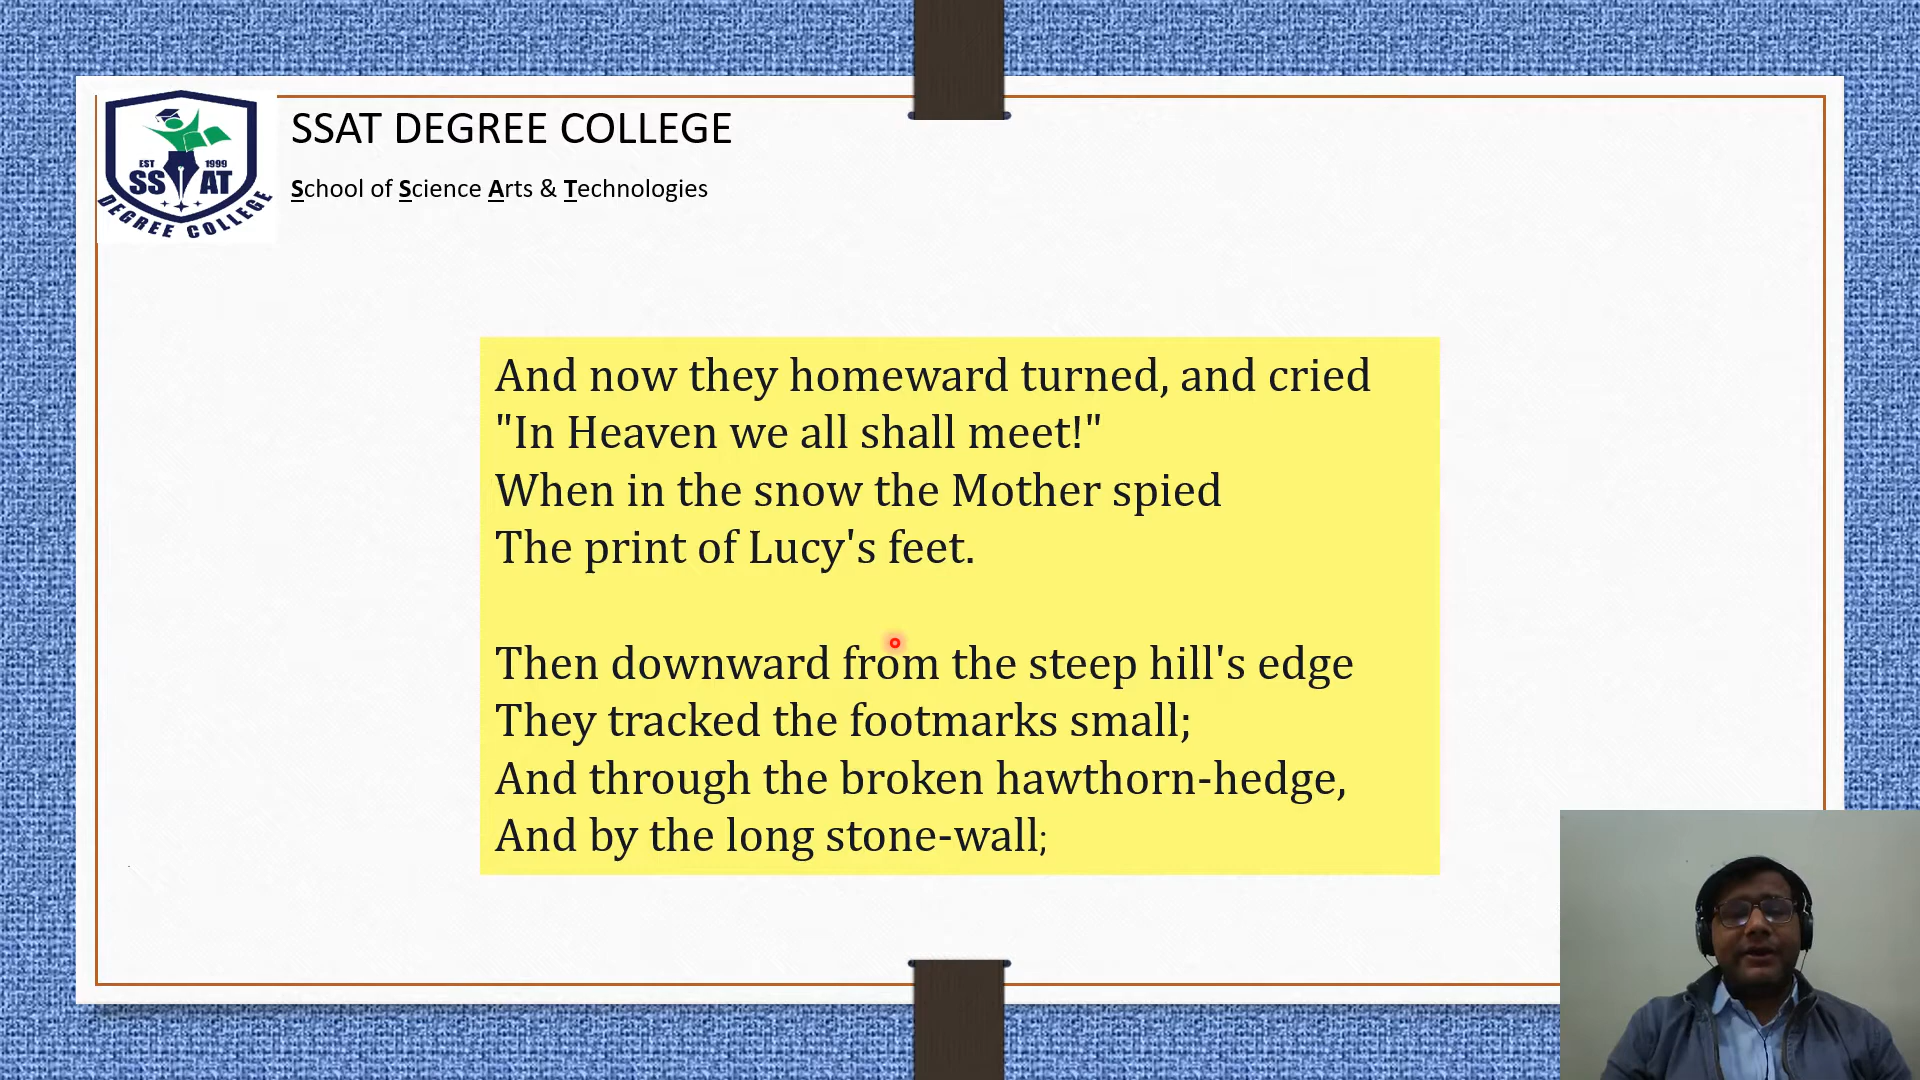 EST 1999
SS AT
DEGREE COLLEGE
SSAT DEGREE COLLEGE
School of Science Arts & Technologies
And now they homeward turned, and cried
"In Heaven we all shall meet!"
When in the snow the Mother spied
The print of Lucy's feet.
Then downward from the steep hill's edge
They tracked the footmarks small;
And through the broken hawthorn-hedge,
And by the long stone-wall;